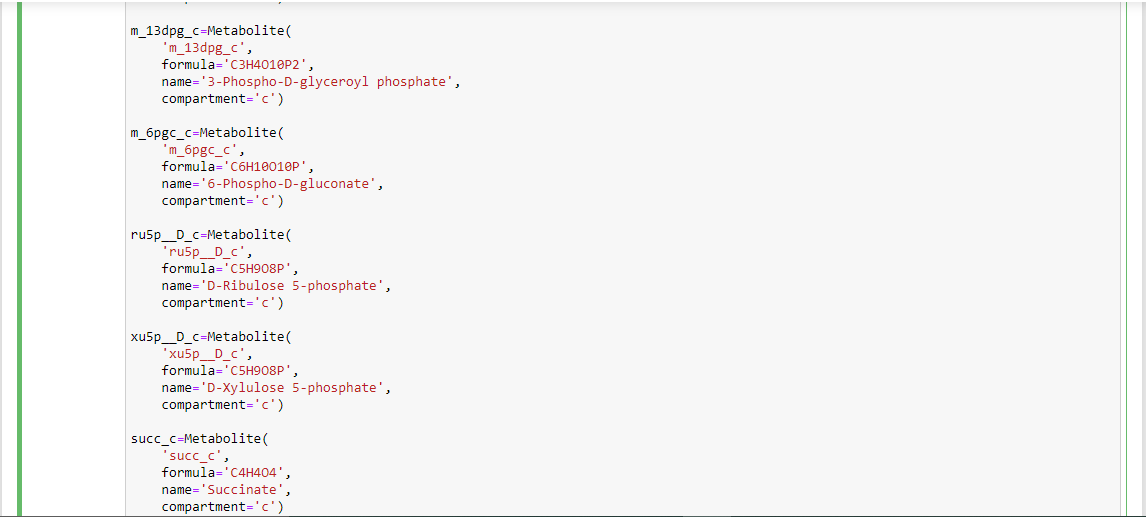 m_13dpg_c=Metabolite(
'm_13dpg_c',
formula='C3H4O10P2',
name='3-Phospho-D-glyceroyl phosphate',
compartment='c')
m_6pgc_c=Metabolite(
'm_6pgc_c',
formula='C6H10O10P',
name='6-Phospho-D-gluconate',
compartment='c')
ru5p__D_c=Metabolite(
'ru5p__D_c',
formula='C5H9O8P',
name='D-Ribulose 5-phosphate',
compartment='c')
xu5p__D_c=Metabolite(
'xu5p__D_c',
formula='C5H9O8P',
name='D-Xylulose 5-phosphate',
compartment='c')
succ_c=Metabolite(
'succ_c',
formula='C4H4O4',
name='Succinate',
compartment='c')